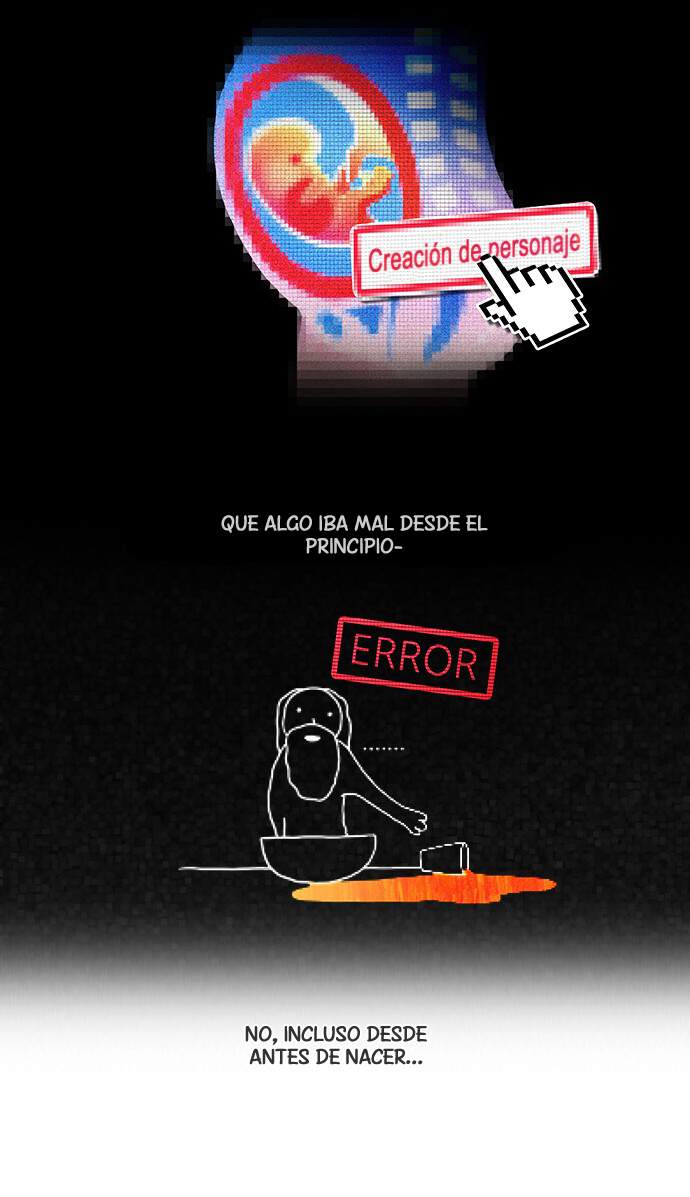 Creación de personaje
QUE ALGO IBA MAL DESDE EL
PRINCIPIO-
ERROR
.......
NO, INCLUSO DESDE
ANTES DE NACER...